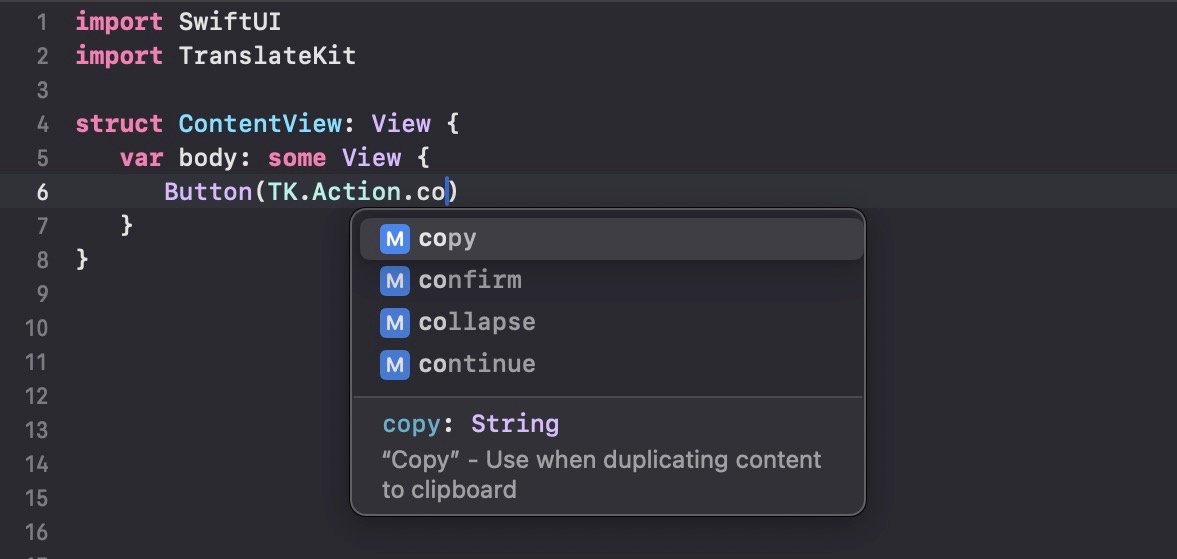 1 import SwiftUI
2 import TranslateKit
3
4 struct ContentView: View {
5 var body: some View {
6 Button(TK.Action.co)
7 }
8 }
9
10
11
12
13
14
15
16
M copy
M confirm
M collapse
M continue
copy: String
“Copy” - Use when duplicating content
to clipboard